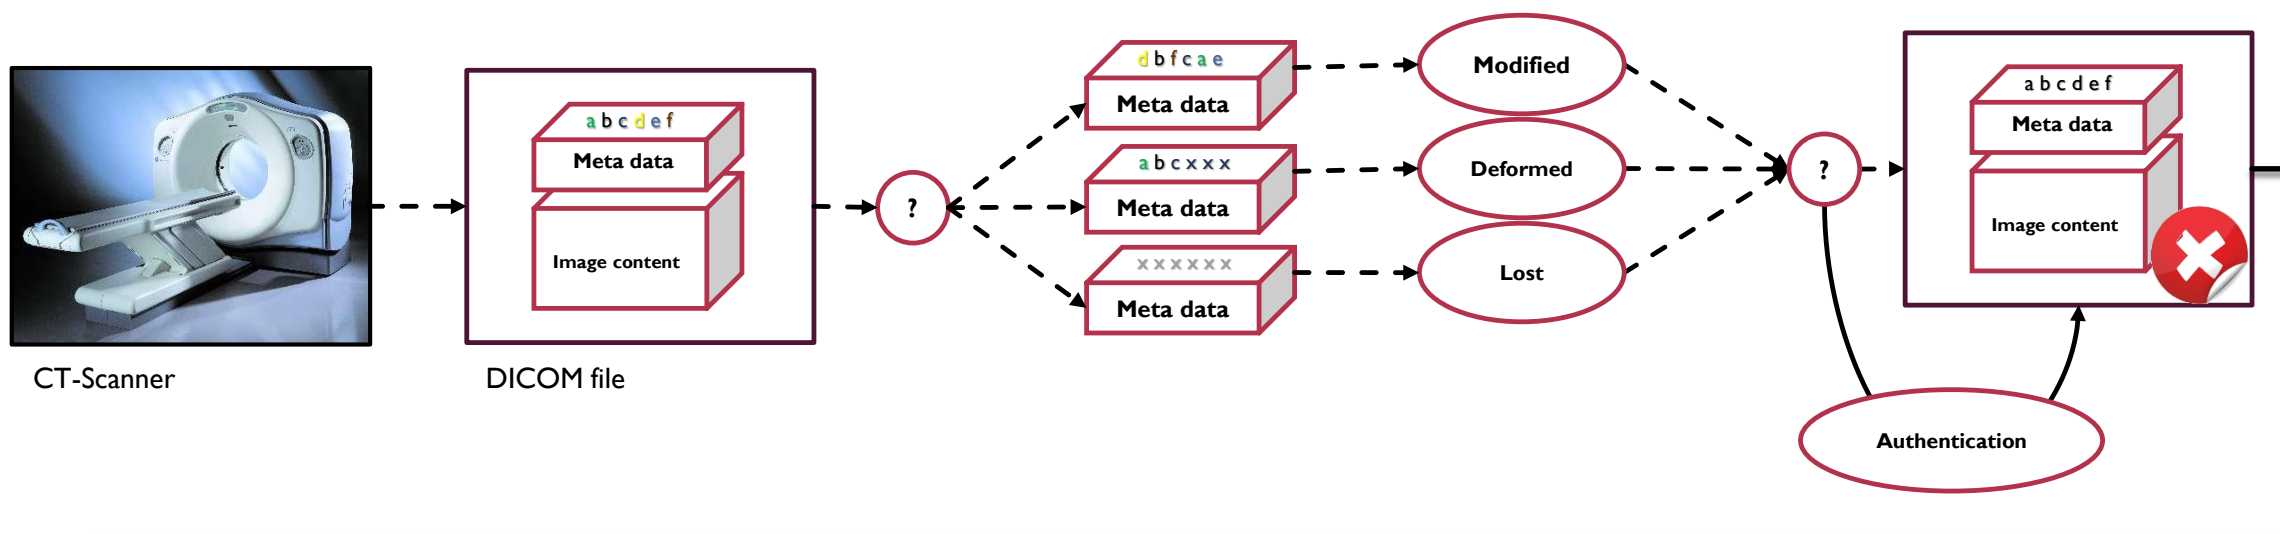 a b c d e f
Meta data
Image content
CT-Scanner
DICOM file
?
d b f c a e
Meta data
a b c x x x
Meta data
x x x x x x
Meta data
Modified
Deformed
Lost
?
a b c d e f
Meta data
Image content
Authentication